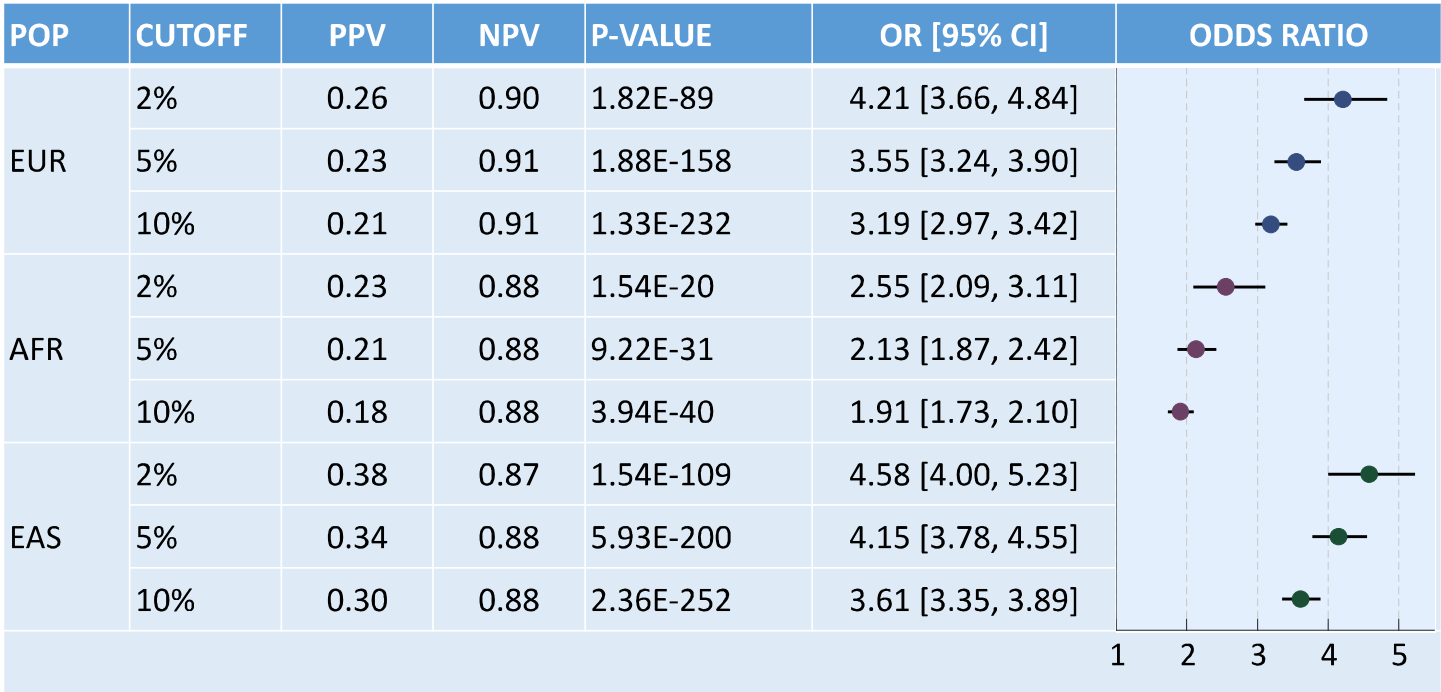 POP CUTOFF PPV NPV P-VALUE OR [95% CI] ODDS RATIO
2% 0.26 0.90 1.82E-89 4.21 [3.66, 4.84]
EUR 5% 0.23 0.91 1.88E-158 3.55 [3.24, 3.90]
10% 0.21 0.91 1.33E-232 3.19 [2.97, 3.42]
2% 0.23 0.88 1.54E-20 2.55 [2.09, 3.11]
AFR 5% 0.21 0.88 9.22E-31 2.13 [1.87, 2.42]
10% 0.18 0.88 3.94E-40 1.91 [1.73, 2.10]
2% 0.38 0.87 1.54E-109 4.58 [4.00, 5.23]
EAS 5% 0.34 0.88 5.93E-200 4.15 [3.78, 4.55]
10% 0.30 0.88 2.36E-252 3.61 [3.35, 3.89]
1 2 3 4 5